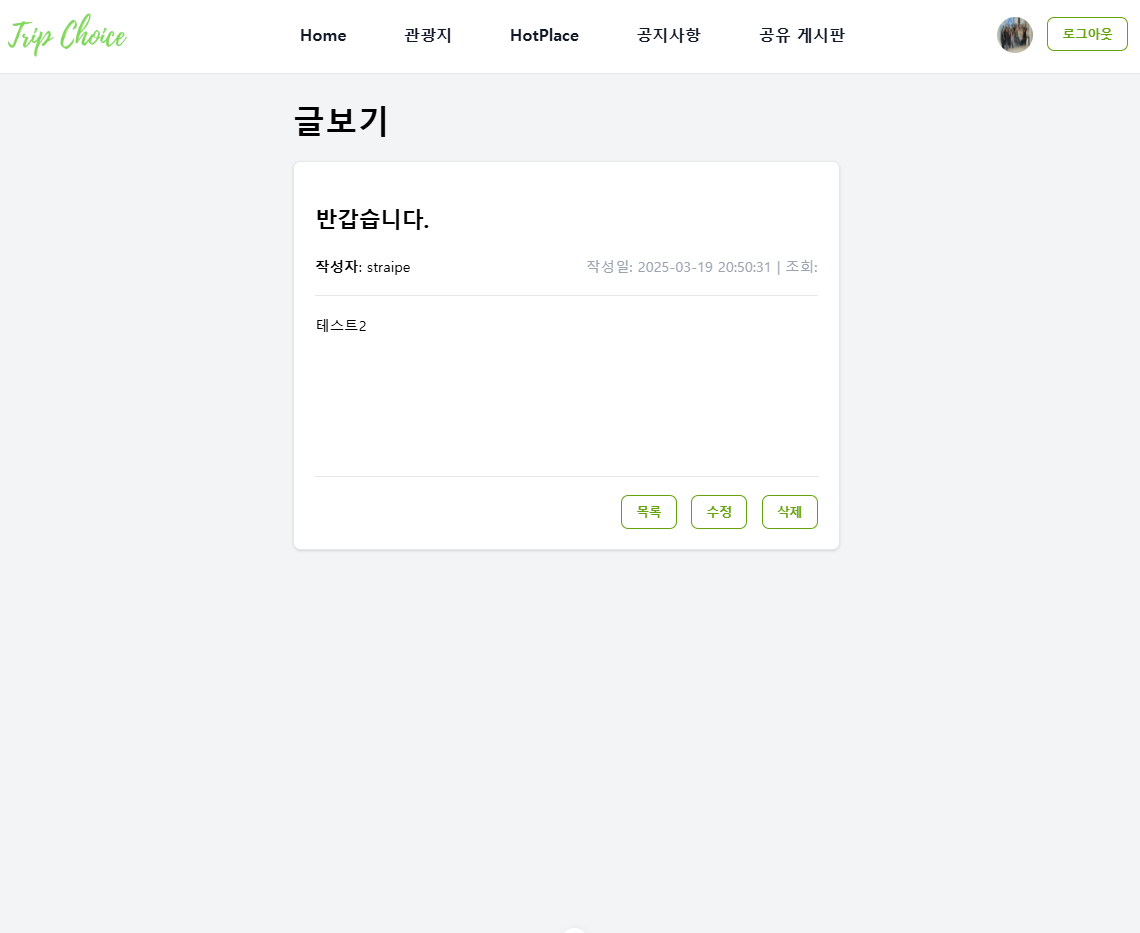 Trip Choice
Home 관광지 HotPlace 공지사항 공유 게시판 로그아웃
글보기
반갑습니다.
작성자: straipe 작성일: 2025-03-19 20:50:31 | 조회:
테스트2
목록 수정 삭제